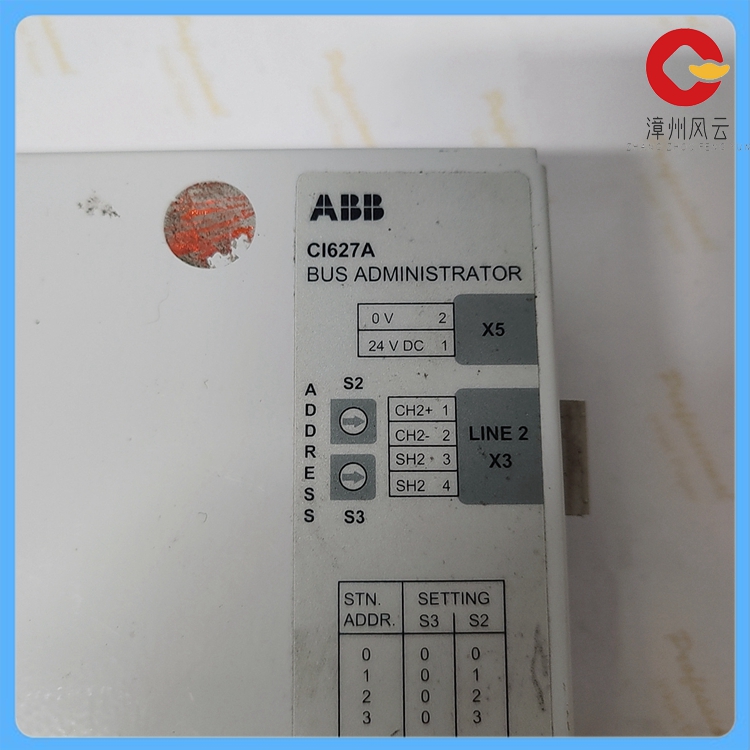 漳州风云
ABB
CI627A
BUS ADMINISTRATOR
0 V 2
24 V DC 1
X5
ADDRESS
S2
S3
CH2+ 1
CH2- 2
SH2 3
SH2 4
LINE 2
X3
STN. ADDR.
SETTING
S3 S2
0 0 0
1 0 1
2 0 2
3 0 3